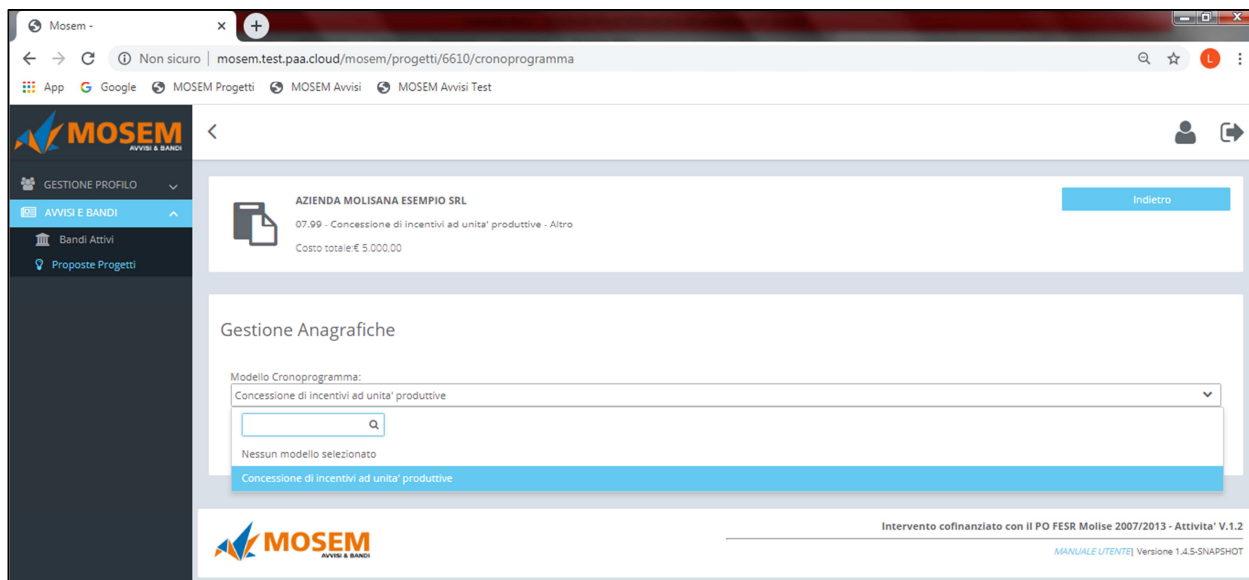 Mosem -
Non sicuro | mosem.test.paa.cloud/mosem/progetti/6610/cronoprogramma
L
App Google MOSEM Progetti MOSEM Avvisi MOSEM Avvisi Test
MOSEM
AVVISI & BANDI
GESTIONE PROFILO
AVVISI E BANDI
Bandi Attivi
Proposte Progetti
AZIENDA MOLISANA ESEMPIO SRL
Indietro
07.99 - Concessione di incentivi ad unita' produttive - Altro
Costo totale:€ 5.000,00
Gestione Anagrafiche
Modello Cronoprogramma:
Concessione di incentivi ad unita' produttive
Nessun modello selezionato
Concessione di incentivi ad unita' produttive
MOSEM
AVVISI & BANDI
Intervento cofinanziato con il PO FESR Molise 2007/2013 - Attivita' V.1.2
MANUALE UTENTE| Versione 1.4.5-SNAPSHOT